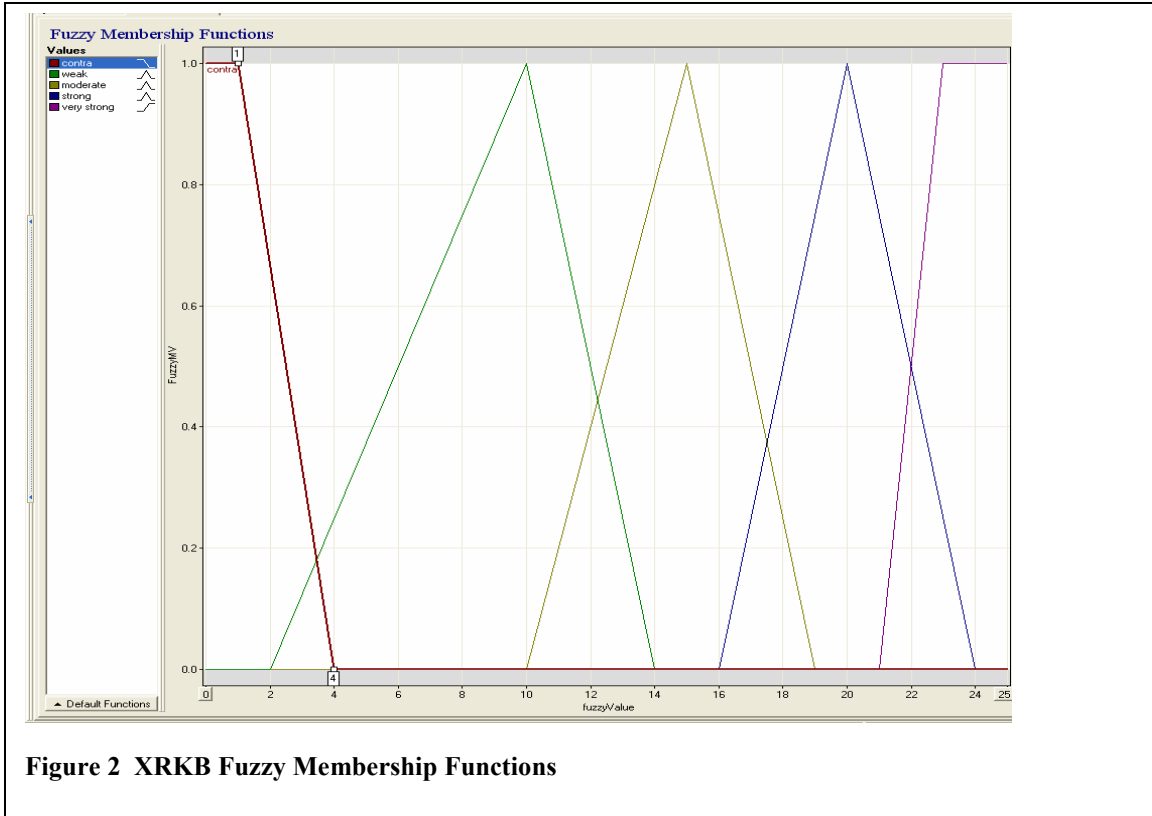 Fuzzy Membership Functions
Values
contra
weak
moderate
strong
very strong
Default Functions
1
contra
1.0
0.8
0.6
0.4
0.2
0.0
FuzzyMV
4
0 2 4 6 8 10 12 14 16 18 20 22 24 25
fuzzyValue
Figure 2 XRKB Fuzzy Membership Functions